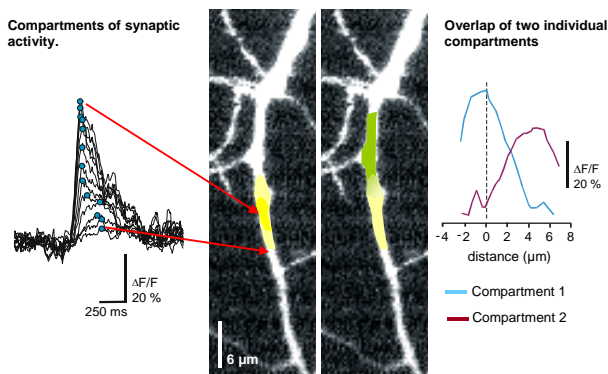 Compartments of synaptic
activity.
ΔF/F
20 %
250 ms
6 µm
Overlap of two individual
compartments
ΔF/F
20 %
-4 -2 0 2 4 6 8
distance (µm)
Compartment 1
Compartment 2